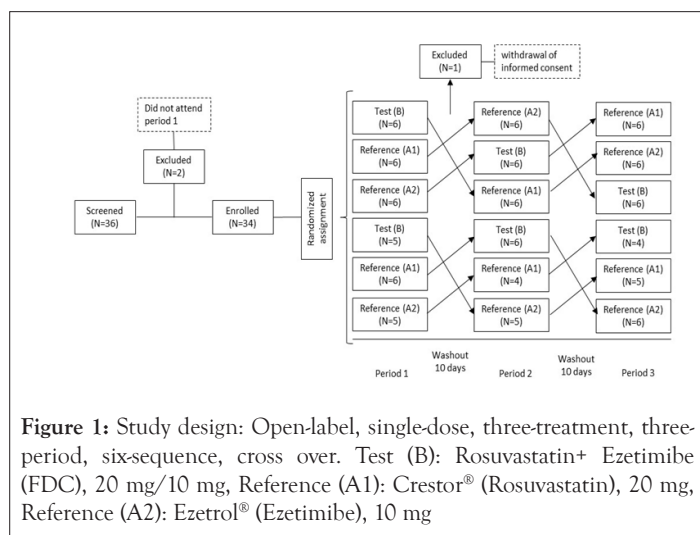 Excluded
(N=1)
withdrawal of
informed consent
Did not attend
period 1
Excluded
(N=2)
Screened
(N=36)
Enrolled
(N=34)
Randomized
assignment
Test (B)
(N=6)
Reference (A1)
(N=6)
Reference (A2)
(N=6)
Test (B)
(N=5)
Reference (A1)
(N=6)
Reference (A2)
(N=5)
Reference (A2)
(N=6)
Test (B)
(N=6)
Reference (A1)
(N=6)
Test (B)
(N=6)
Reference (A1)
(N=4)
Reference (A2)
(N=5)
Reference (A1)
(N=6)
Reference (A2)
(N=6)
Test (B)
(N=6)
Test (B)
(N=4)
Reference (A1)
(N=5)
Reference (A2)
(N=6)
Period 1
Washout
10 days
Period 2
Washout
10 days
Period 3
Figure 1: Study design: Open-label, single-dose, three-treatment, three-
period, six-sequence, cross over. Test (B): Rosuvastatin+ Ezetimibe
(FDC), 20 mg/10 mg, Reference (A1): Crestor® (Rosuvastatin), 20 mg,
Reference (A2): Ezetrol® (Ezetimibe), 10 mg